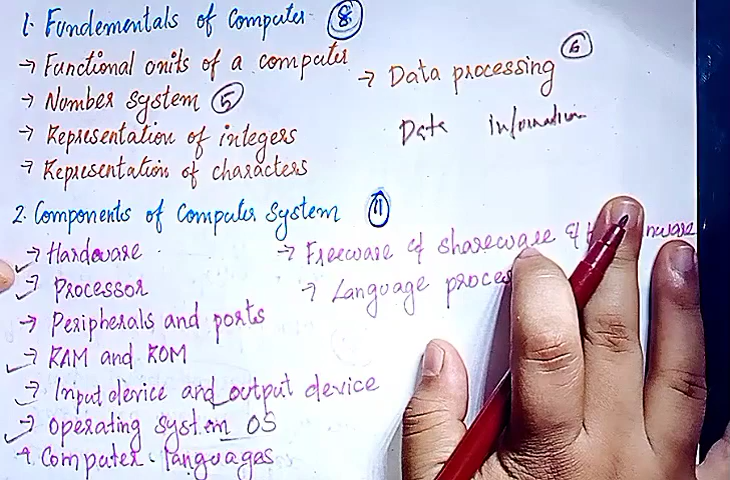 1. Fundementals of Computer (8)
→ Functional units of a computer
→ Number system (5)
→ Representation of integers
→ Representation of characters
→ Data processing (6)
Data Information
2. Components of Computer System (11)
→ Hardware
→ Processor
→ Peripherals and ports
→ RAM and ROM
→ Input device and output device
→ Operating system OS
→ Computer languages
→ Freeware & shareware &
→ Language